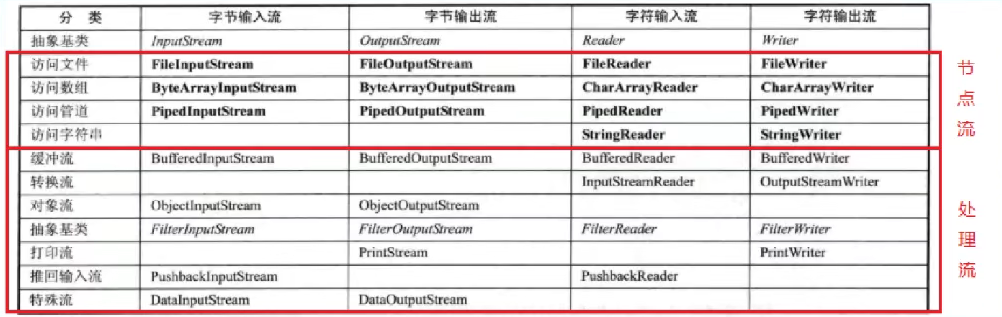 分 类 字节输入流 字节输出流 字符输入流 字符输出流
抽象基类 InputStream OutputStream Reader Writer
访问文件 FileInputStream FileOutputStream FileReader FileWriter
访问数组 ByteArrayInputStream ByteArrayOutputStream CharArrayReader CharArrayWriter
访问管道 PipedInputStream PipedOutputStream PipedReader PipedWriter
访问字符串 StringReader StringWriter
缓冲流 BufferedInputStream BufferedOutputStream BufferedReader BufferedWriter
转换流 InputStreamReader OutputStreamWriter
对象流 ObjectInputStream ObjectOutputStream
抽象基类 FilterInputStream FilterOutputStream FilterReader FilterWriter
打印流 PrintStream PrintWriter
推回输入流 PushbackInputStream PushbackReader
特殊流 DataInputStream DataOutputStream
节点流
处理流